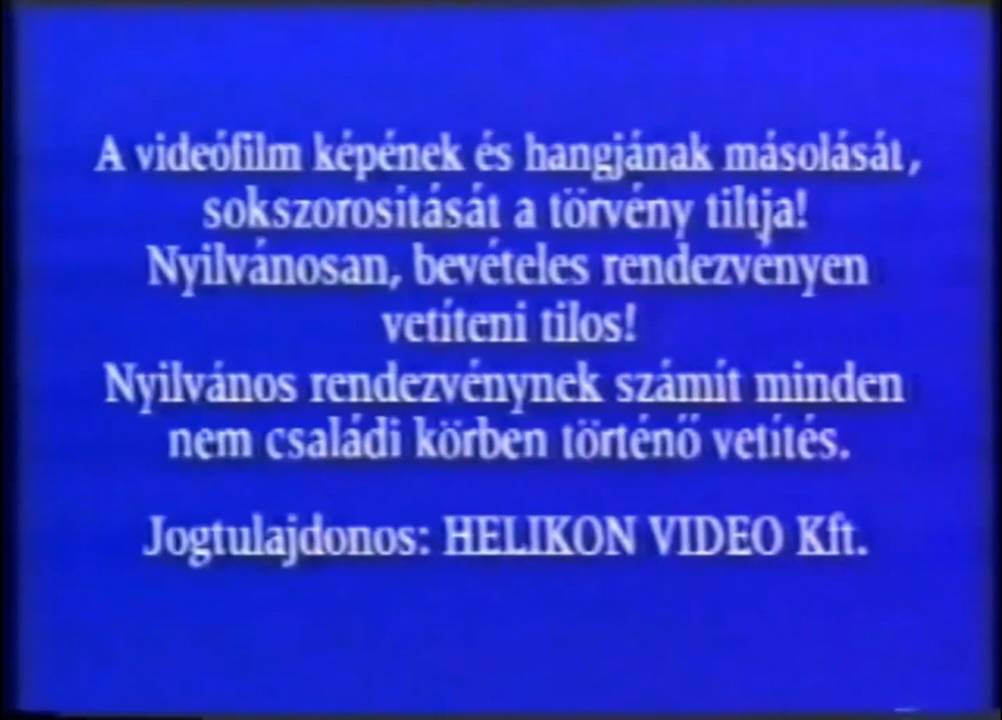 A videófilm képének és hangjának másolását,
sokszorosítását a törvény tiltja!
Nyilvánosan, bevételes rendezvényen
vetíteni tilos!
Nyilvános rendezvénynek számít minden
nem családi körben történő vetítés.
Jogtulajdonos: HELIKON VIDEO Kft.